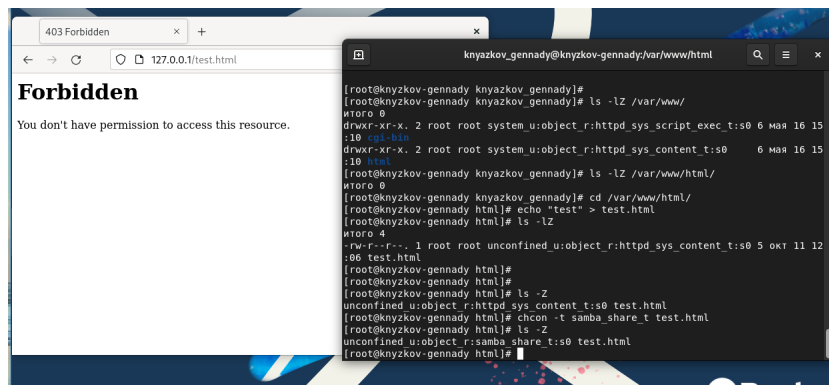 403 Forbidden
127.0.0.1/test.html
Forbidden
You don't have permission to access this resource.
knyazkov_gennady@knyzkov-gennady:/var/www/html
[root@knyzkov-gennady knyazkov_gennady]#
[root@knyzkov-gennady knyazkov_gennady]# ls -lZ /var/www/
итого 0
drwxr-xr-x. 2 root root system_u:object_r:httpd_sys_script_exec_t:s0 6 мая 16 15
:10 cgi-bin
drwxr-xr-x. 2 root root system_u:object_r:httpd_sys_content_t:s0     6 мая 16 15
:10 html
[root@knyzkov-gennady knyazkov_gennady]# ls -lZ /var/www/html/
итого 0
[root@knyzkov-gennady knyazkov_gennady]# cd /var/www/html/
[root@knyzkov-gennady html]# echo "test" > test.html
[root@knyzkov-gennady html]# ls -lZ
итого 4
-rw-r--r--. 1 root root unconfined_u:object_r:httpd_sys_content_t:s0 5 окт 11 12
:06 test.html
[root@knyzkov-gennady html]#
[root@knyzkov-gennady html]#
[root@knyzkov-gennady html]# ls -Z
unconfined_u:object_r:httpd_sys_content_t:s0 test.html
[root@knyzkov-gennady html]# chcon -t samba_share_t test.html
[root@knyzkov-gennady html]# ls -Z
unconfined_u:object_r:samba_share_t:s0 test.html
[root@knyzkov-gennady html]#